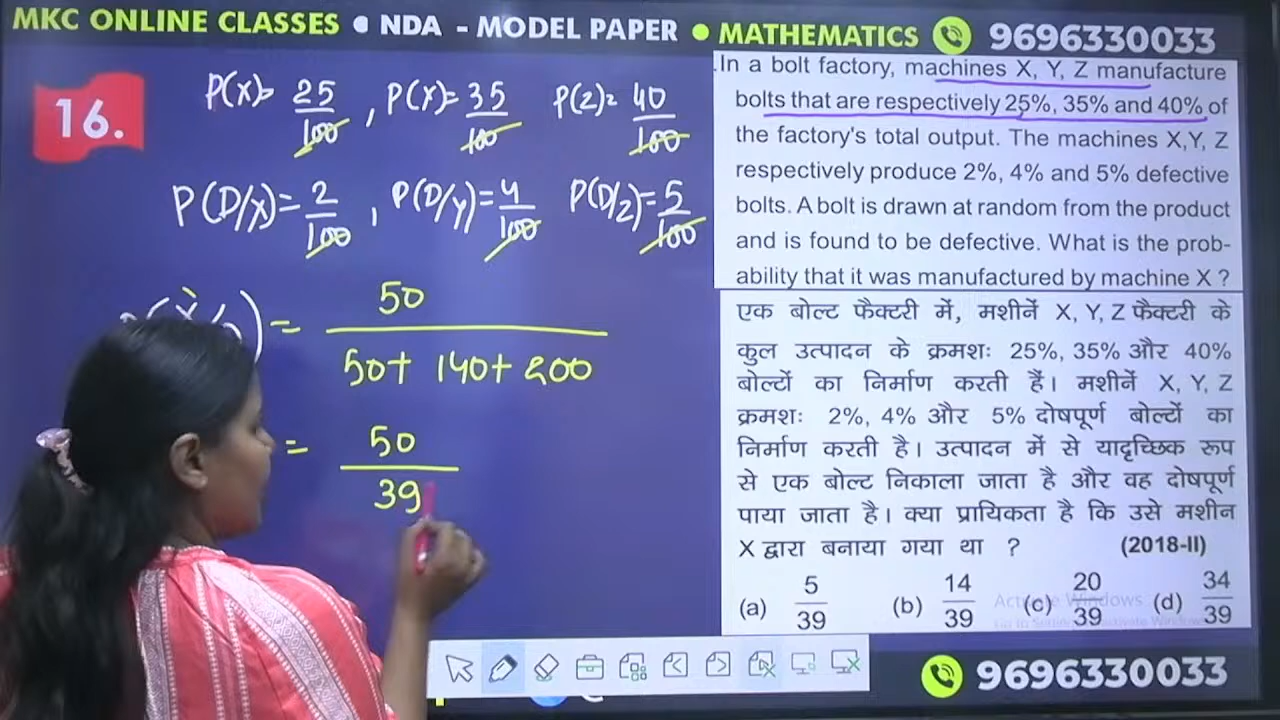 MKC ONLINE CLASSES ● NDA - MODEL PAPER ● MATHEMATICS 9696330033
16.
P(X)= 25/100 , P(Y)= 35/100 P(Z)= 40/100
P(D/X)= 2/100 , P(D/Y)= 4/100 P(D/Z)= 5/100
= 50/(50+ 140+ 200)
= 50/39
.In a bolt factory, machines X, Y, Z manufacture
bolts that are respectively 25%, 35% and 40% of
the factory's total output. The machines X,Y, Z
respectively produce 2%, 4% and 5% defective
bolts. A bolt is drawn at random from the product
and is found to be defective. What is the prob-
ability that it was manufactured by machine X ?
एक बोल्ट फैक्टरी में, मशीनें X, Y, Z फैक्टरी के
कुल उत्पादन के क्रमशः 25%, 35% और 40%
बोल्टों का निर्माण करती हैं। मशीनें X, Y, Z
क्रमशः 2%, 4% और 5% दोषपूर्ण बोल्टों का
निर्माण करती है। उत्पादन में से यादृच्छिक रूप
से एक बोल्ट निकाला जाता है और वह दोषपूर्ण
पाया जाता है। क्या प्रायिकता है कि उसे मशीन
X द्वारा बनाया गया था ? (2018-II)
(a) 5/39 (b) 14/39 (c) 20/39 (d) 34/39
Activate Windows
9696330033